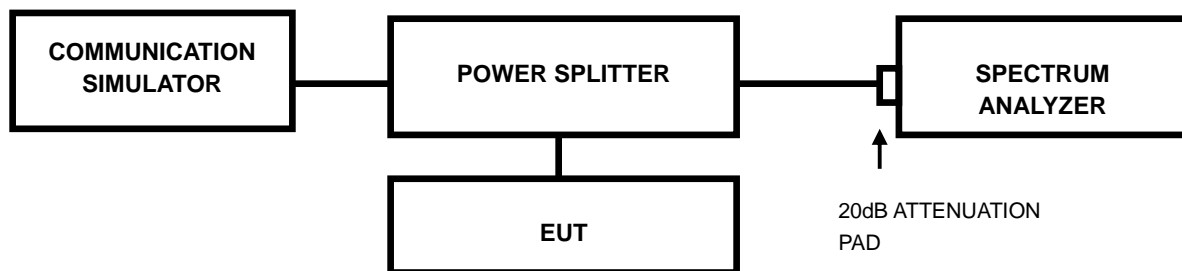 COMMUNICATION
SIMULATOR
POWER SPLITTER
SPECTRUM
ANALYZER
EUT
20dB ATTENUATION
PAD